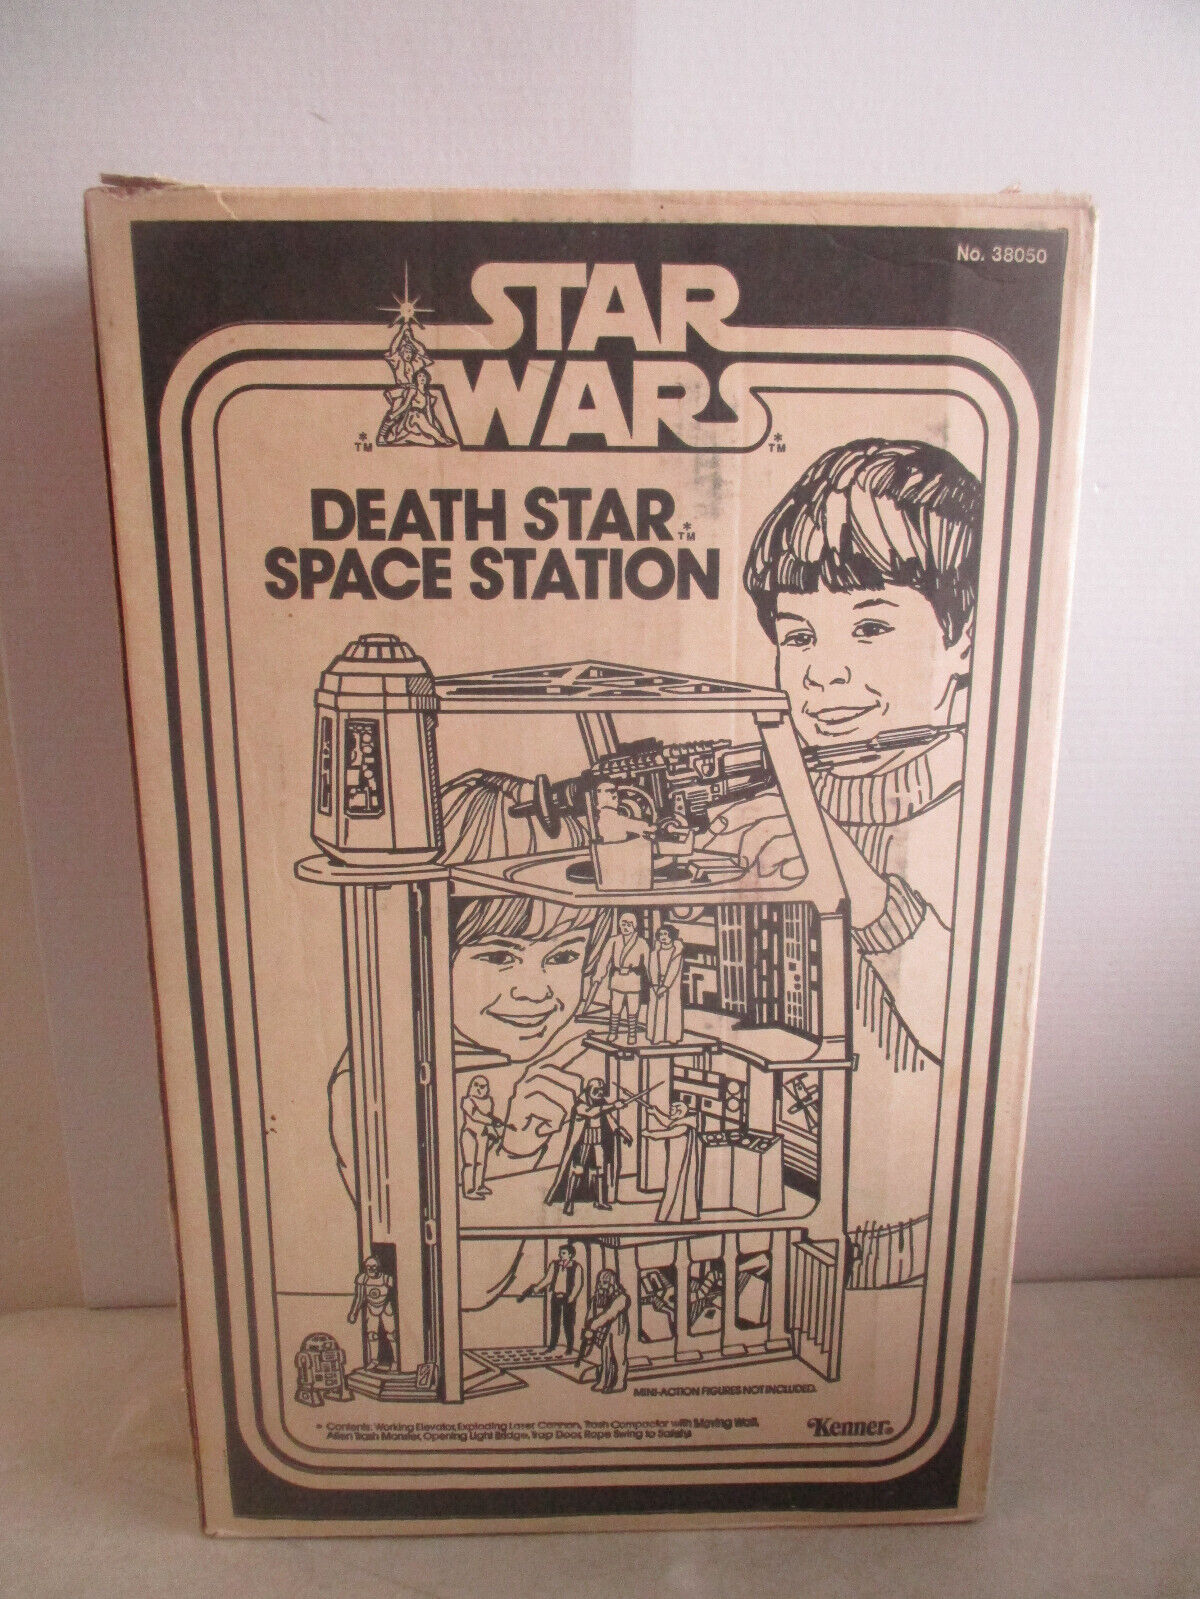 No. 38050
STAR
WARS
*
TM
*
TM
DEATH STAR
*
TM
SPACE STATION
MINI-ACTION FIGURES NOT INCLUDED.
• Contents: Working Elevator, Exploding Laser Cannon, Trash Compactor with Moving Wall,
Alien Trash Monster, Opening Light Bridge, Trap Door, Rope Swing to Safety.
Kenner®